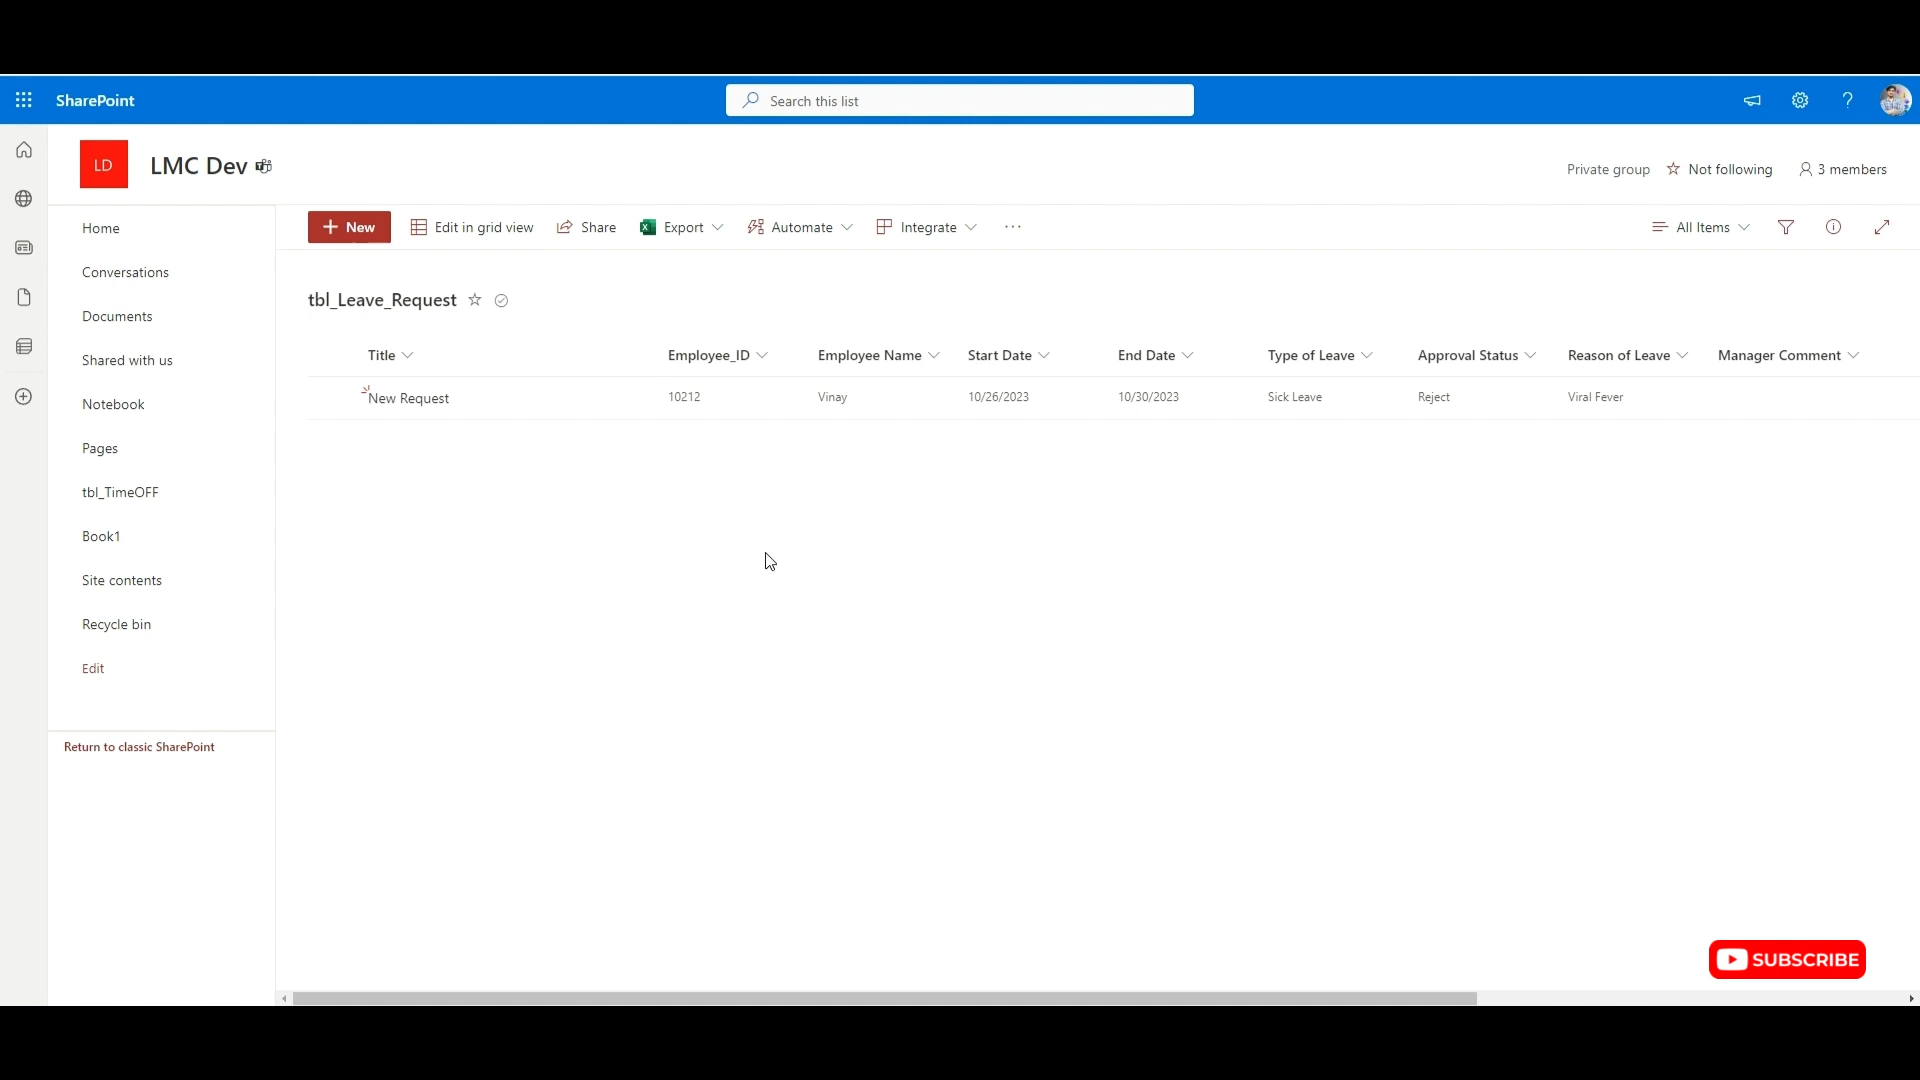 SharePoint
Search this list
LD
LMC Dev
Private group
Not following
3 members
Home
Conversations
Documents
Shared with us
Notebook
Pages
tbl_TimeOFF
Book1
Site contents
Recycle bin
Edit
Return to classic SharePoint
New
Edit in grid view
Share
Export
Automate
Integrate
All Items
tbl_Leave_Request
Title Employee_ID Employee Name Start Date End Date Type of Leave Approval Status Reason of Leave Manager Comment
New Request 10212 Vinay 10/26/2023 10/30/2023 Sick Leave Reject Viral Fever
SUBSCRIBE